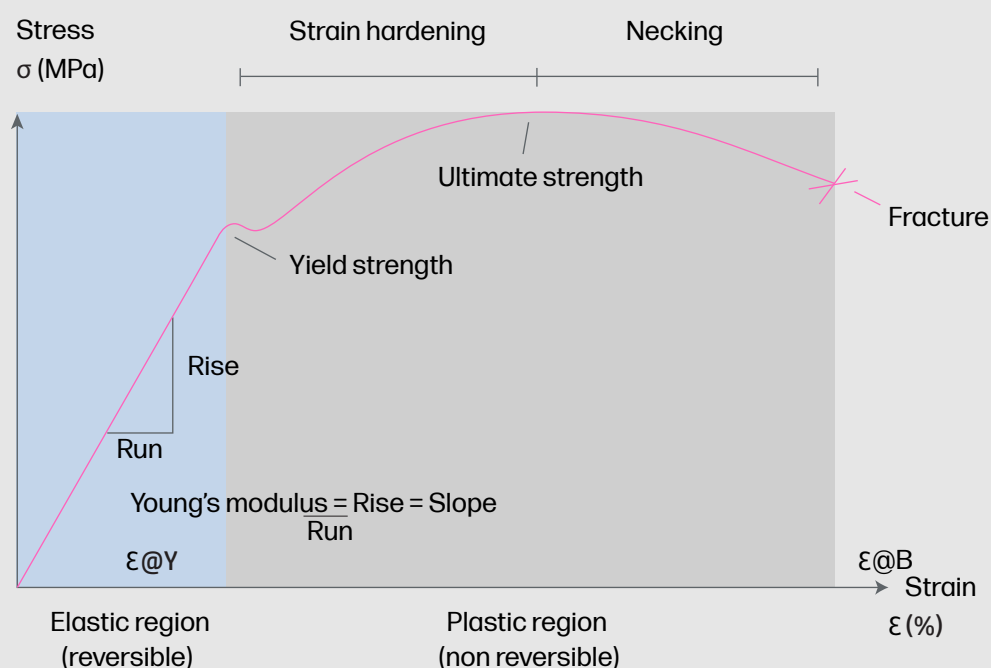 Stress
σ (MPa)
Strain hardening
Necking
Ultimate strength
Fracture
Yield strength
Rise
Run
Young's modulus = Rise = Slope
Run
Ɛ@Y
Ɛ@B
Strain
Ɛ (%)
Elastic region
(reversible)
Plastic region
(non reversible)